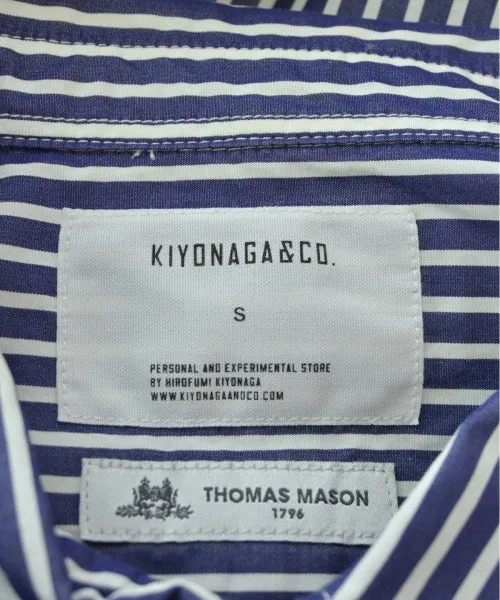 KIYONAGA&CO.
S
PERSONAL AND EXPERIMENTAL STORE
BY HIROFUMI KIYONAGA
WWW.KIYONAGAANDCO.COM
THOMAS MASON
1796